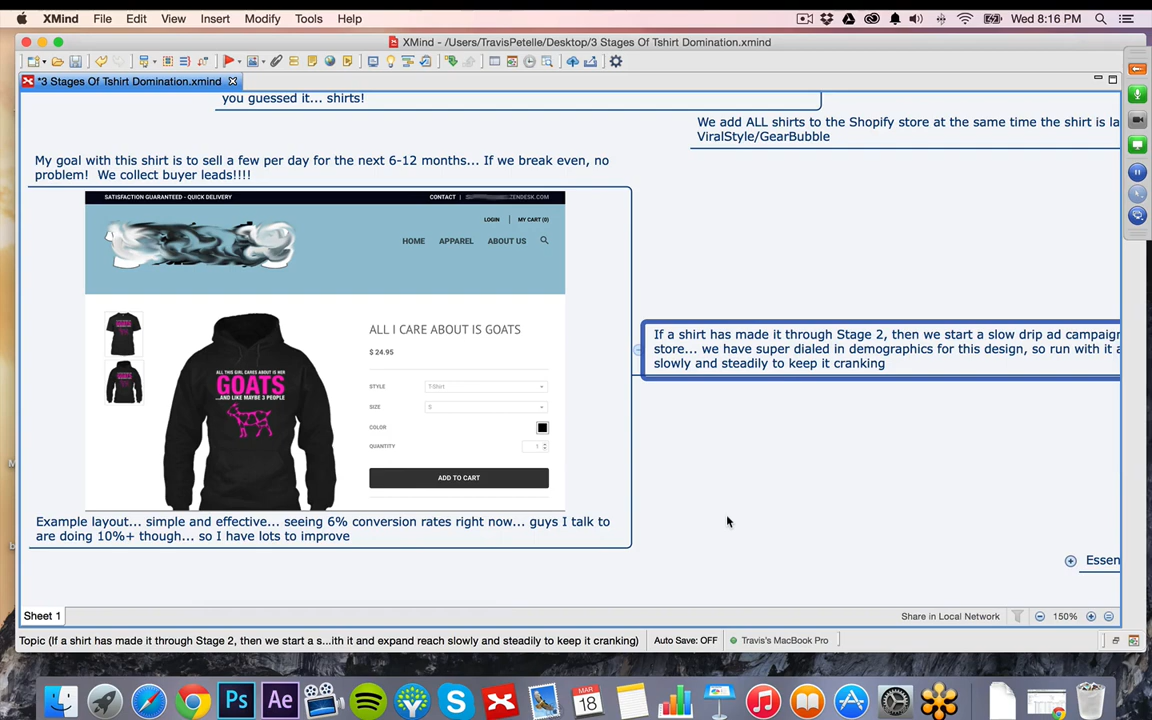 XMind File Edit View Insert Modify Tools Help Wed 8:16 PM
XMind - /Users/TravisPetelle/Desktop/3 Stages Of Tshirt Domination.xmind
*3 Stages Of Tshirt Domination.xmind
you guessed it... shirts!
We add ALL shirts to the Shopify store at the same time the shirt is la
ViralStyle/GearBubble
My goal with this shirt is to sell a few per day for the next 6-12 months... If we break even, no
problem! We collect buyer leads!!!!
SATISFACTION GUARANTEED - QUICK DELIVERY CONTACT | ZENDESK.COM
LOGIN | MY CART (0)
HOME APPAREL ABOUT US
ALL I CARE ABOUT IS GOATS
$ 24.95
STYLE T-Shirt
SIZE S
COLOR
QUANTITY 1
ADD TO CART
GOATS
ALL THIS GIRL CARES ABOUT IS HER
GOATS
...AND LIKE MAYBE 3 PEOPLE
If a shirt has made it through Stage 2, then we start a slow drip ad campaign
store... we have super dialed in demographics for this design, so run with it a
slowly and steadily to keep it cranking
Example layout... simple and effective... seeing 6% conversion rates right now... guys I talk to
are doing 10%+ though... so I have lots to improve
Essen
Sheet 1
Share in Local Network 150%
Topic (If a shirt has made it through Stage 2, then we start a s...ith it and expand reach slowly and steadily to keep it cranking) Auto Save: OFF Travis's MacBook Pro
Ps Ae MAR 18